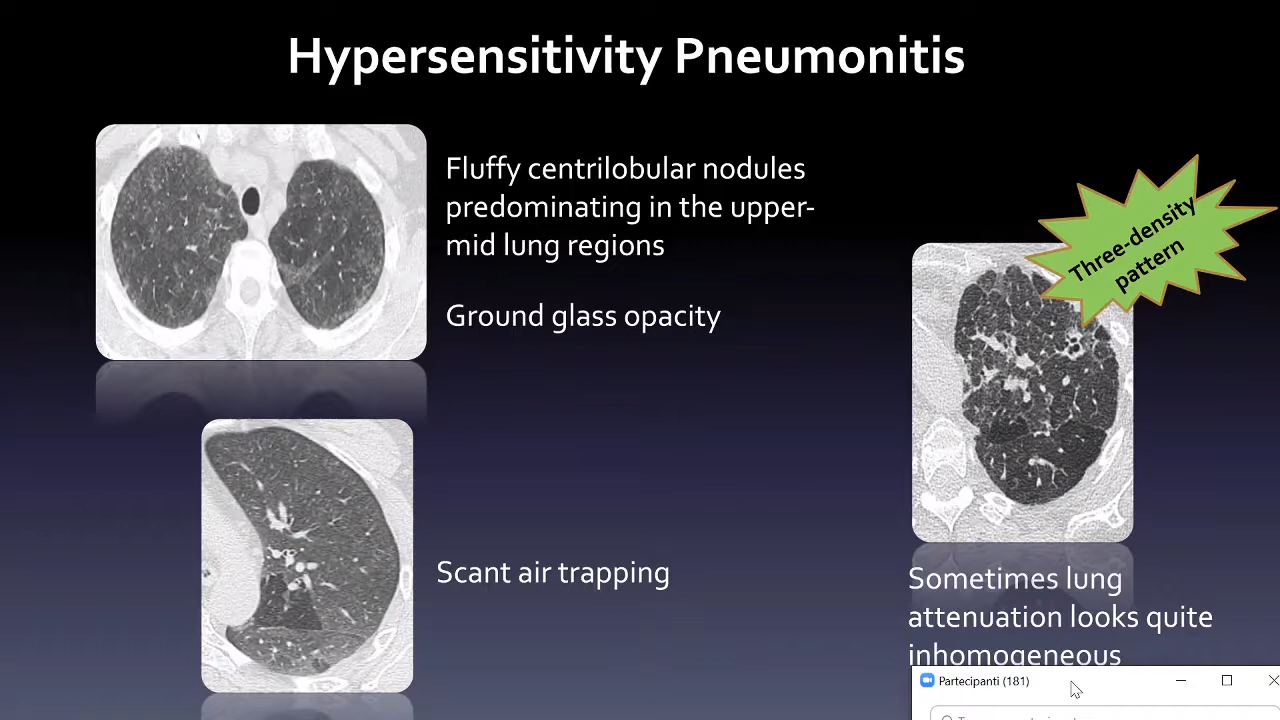 Hypersensitivity Pneumonitis
Fluffy centrilobular nodules
predominating in the upper-
mid lung regions
Ground glass opacity
Three-density
pattern
Scant air trapping
Sometimes lung
attenuation looks quite
inhomogeneous
Partecipanti (181)